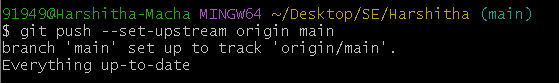 91949@Harshitha-Macha MINGW64 ~/Desktop/SE/Harshitha (main)
$ git push --set-upstream origin main
branch 'main' set up to track 'origin/main'.
Everything up-to-date